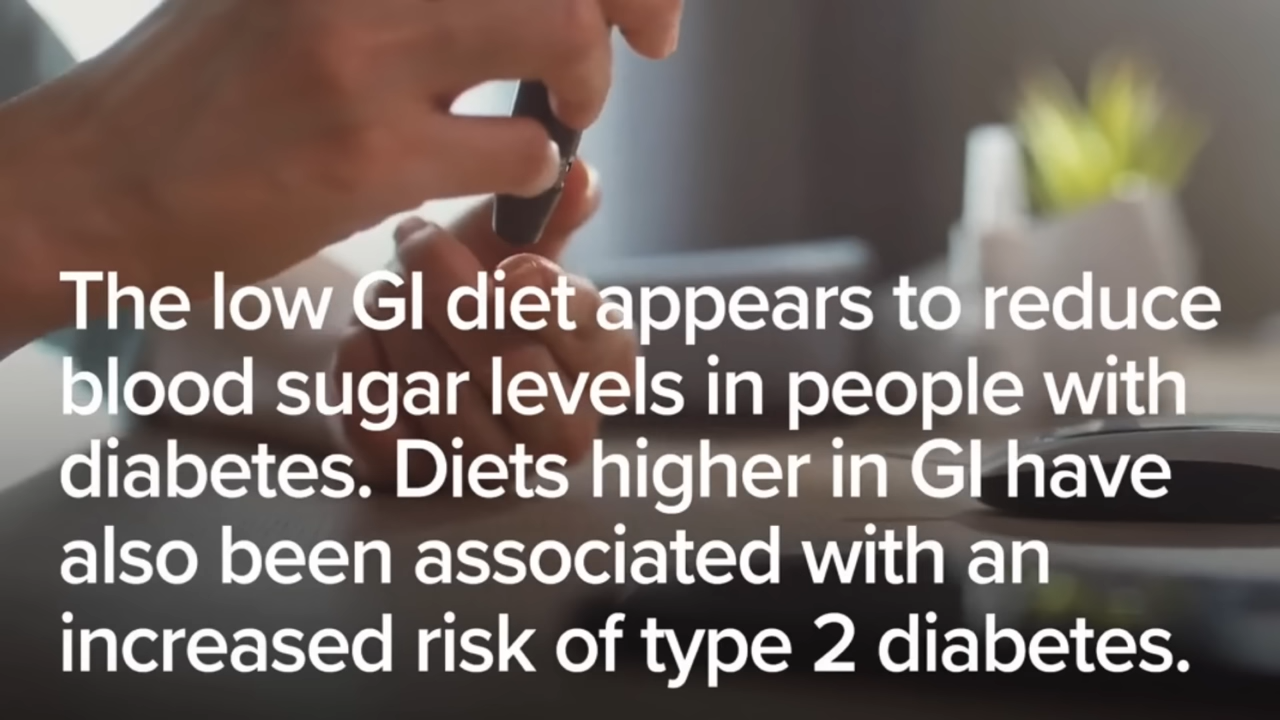 The low GI diet appears to reduce
blood sugar levels in people with
diabetes. Diets higher in GI have
also been associated with an
increased risk of type 2 diabetes.